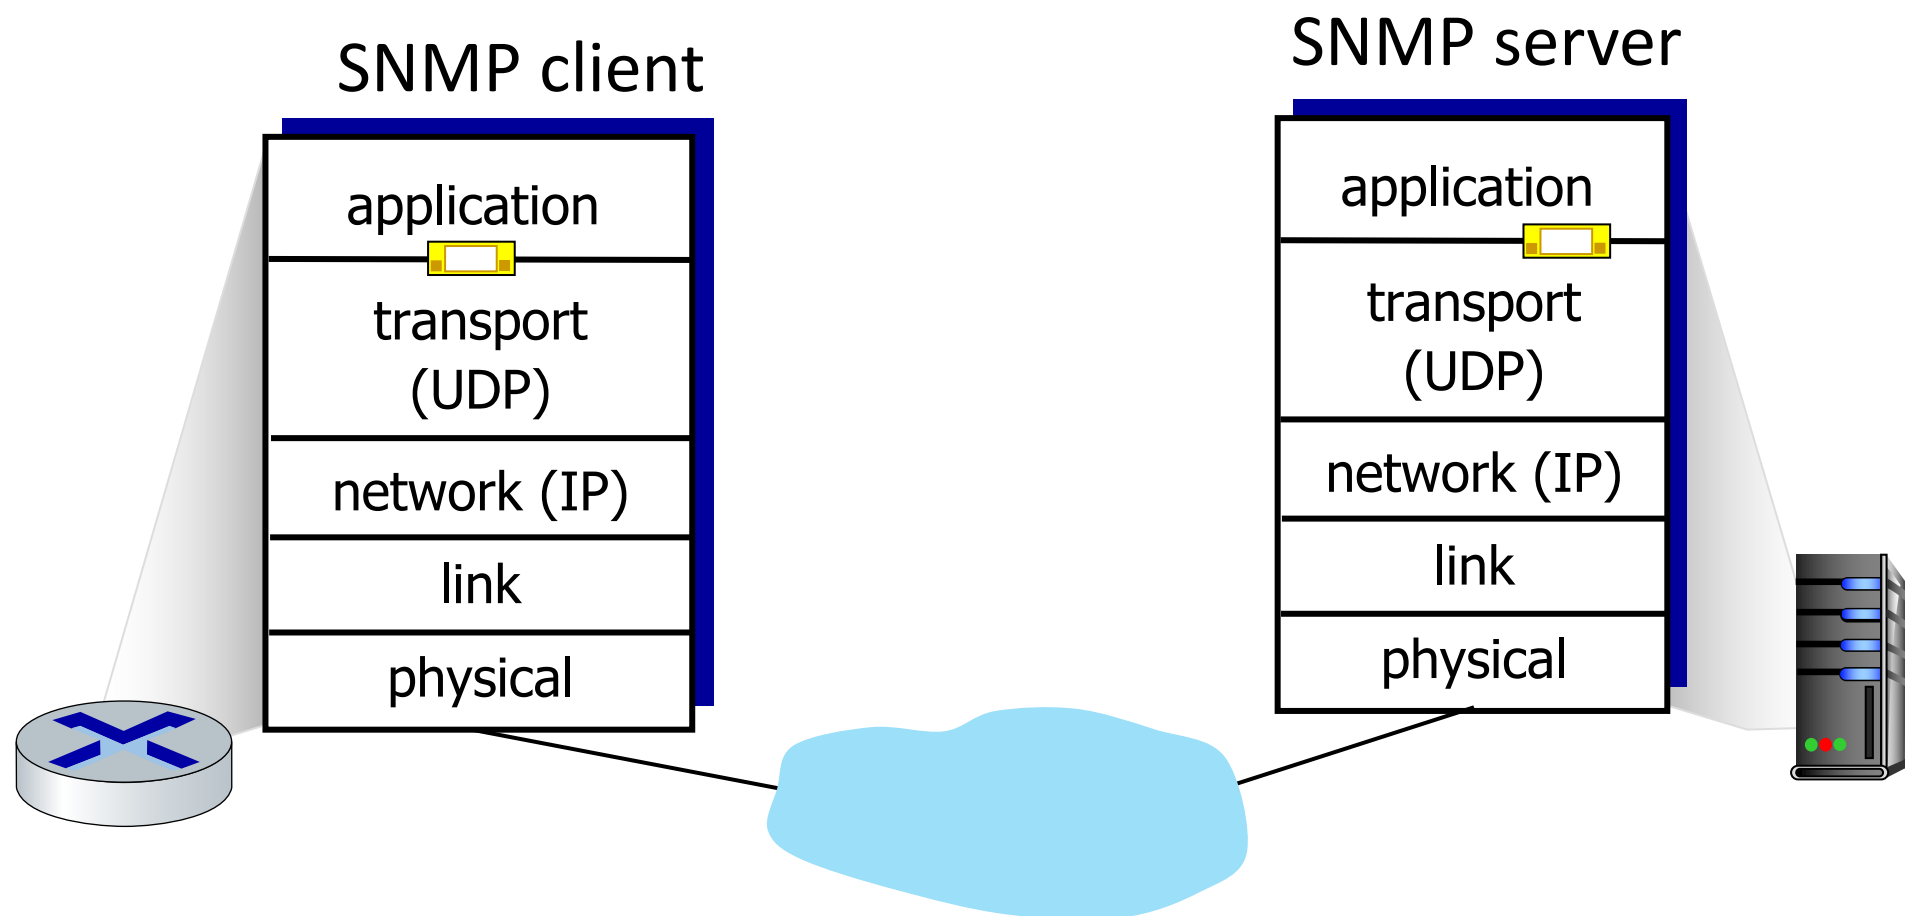 SNMP client
application
transport
(UDP)
network (IP)
link
physical
SNMP server
application
transport
(UDP)
network (IP)
link
physical